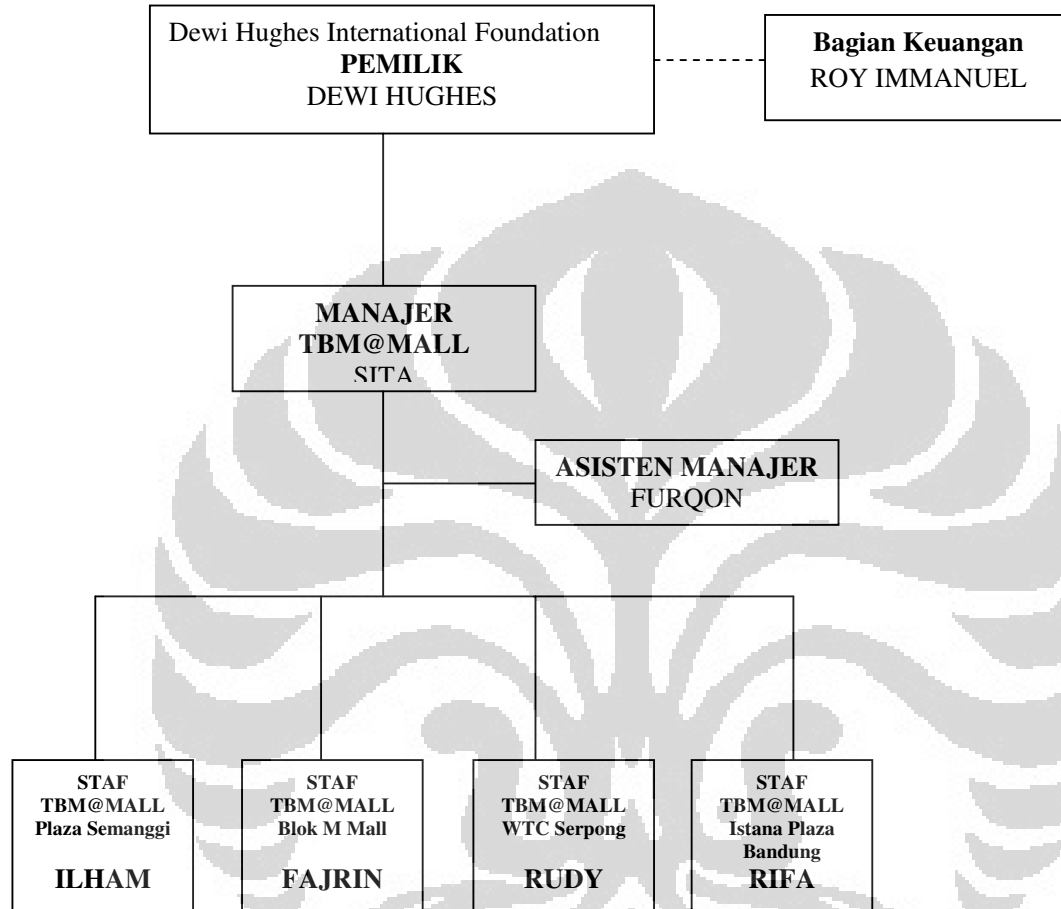 Dewi Hughes International Foundation
PEMILIK
DEWI HUGHES
Bagian Keuangan
ROY IMMANUEL
MANAJER
TBM@MALL
SITA
ASISTEN MANAJER
FURQON
STAF
TBM@MALL
Plaza Semanggi
ILHAM
STAF
TBM@MALL
Blok M Mall
FAJRIN
STAF
TBM@MALL
WTC Serpong
RUDY
STAF
TBM@MALL
Istana Plaza
Bandung
RIFA